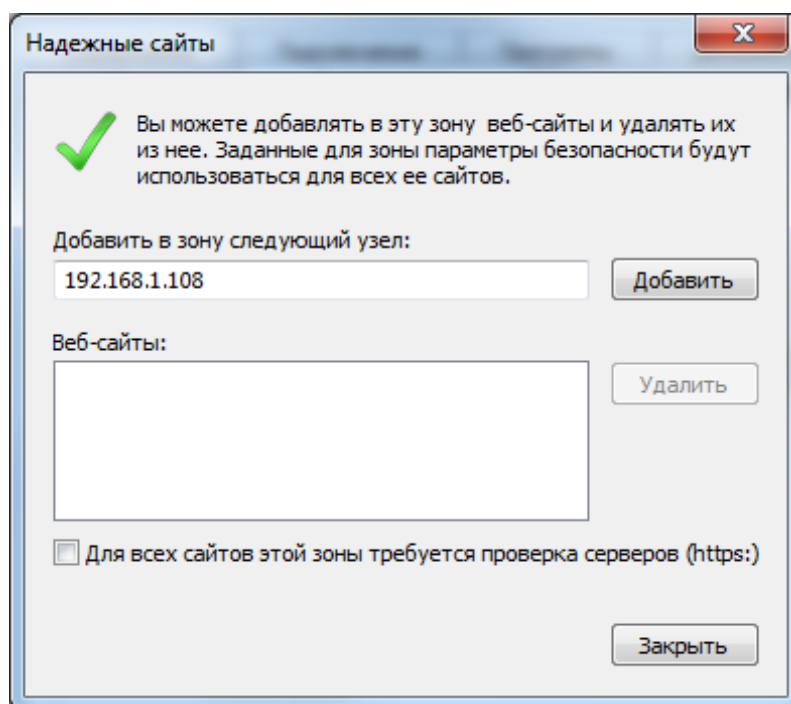 Надежные сайты
Вы можете добавлять в эту зону веб-сайты и удалять их
из нее. Заданные для зоны параметры безопасности будут
использоваться для всех ее сайтов.
Добавить в зону следующий узел:
192.168.1.108
Добавить
Веб-сайты:
Удалить
Для всех сайтов этой зоны требуется проверка серверов (https:)
Закрыть